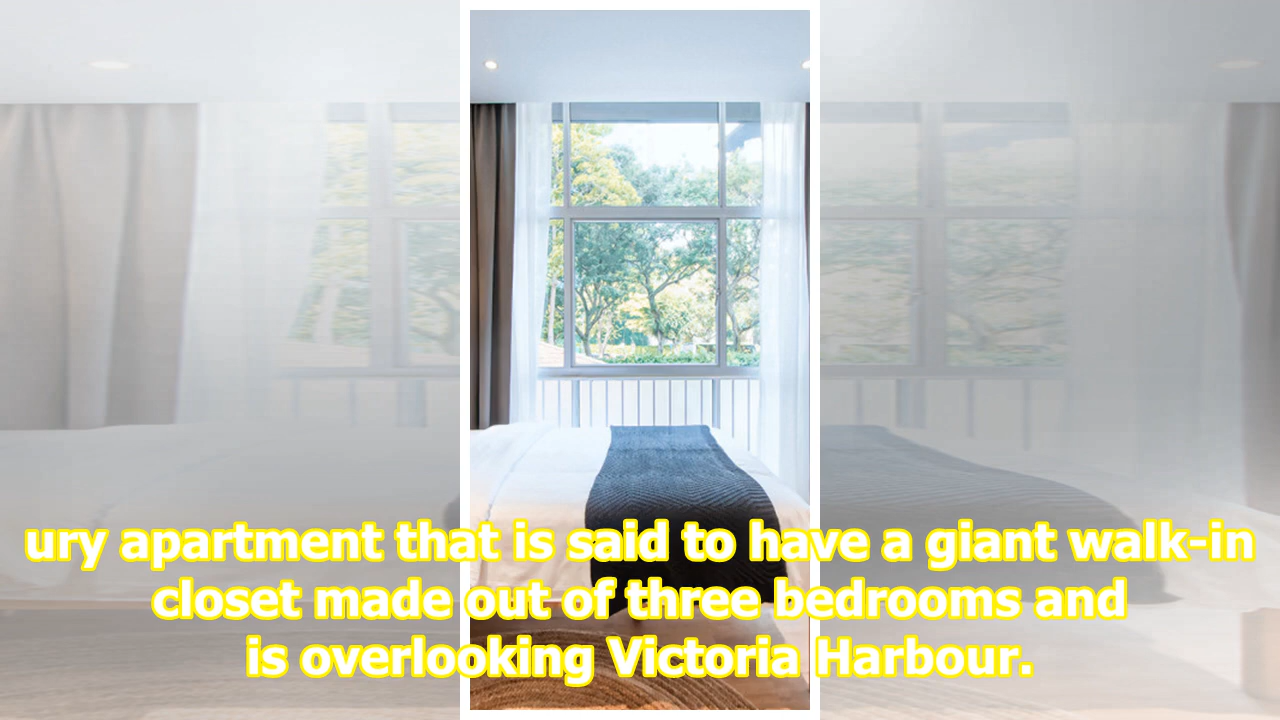 ury apartment that is said to have a giant walk-in
closet made out of three bedrooms and
is overlooking Victoria Harbour.